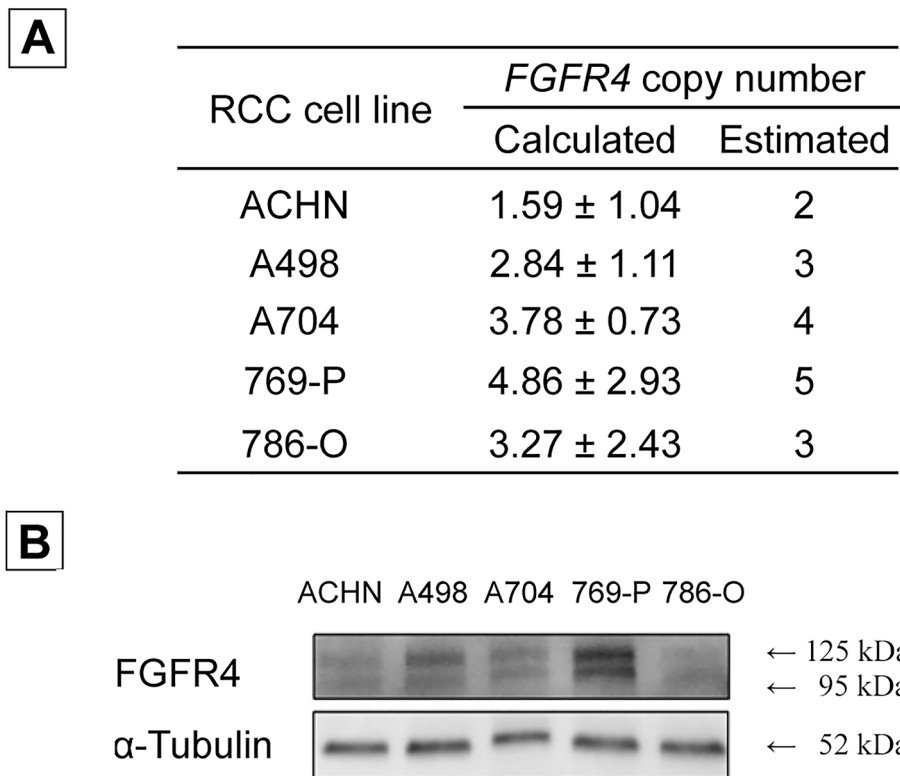 A
RCC cell line
FGFR4 copy number
Calculated Estimated
ACHN 1.59 ± 1.04 2
A498 2.84 ± 1.11 3
A704 3.78 ± 0.73 4
769-P 4.86 ± 2.93 5
786-O 3.27 ± 2.43 3
B
ACHN A498 A704 769-P 786-O
FGFR4
← 125 kDa
← 95 kDa
α-Tubulin ← 52 kDa